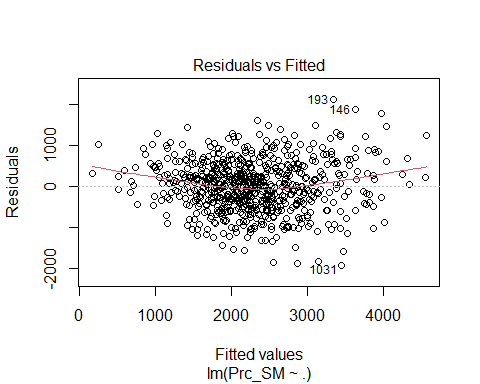 Residuals vs Fitted
Residuals
1000
0
-2000
193
146
1031
0
1000
2000
3000
4000
Fitted values
lm(Prc_SM ~ .)